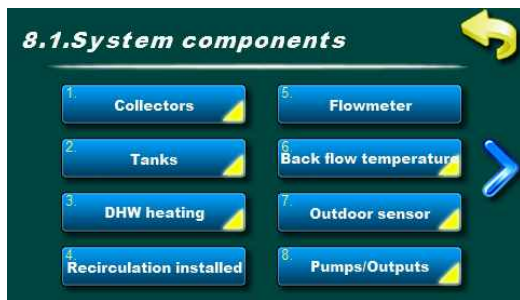 8.1.System components
1. Collectors
2. Tanks
3. DHW heating
4. Recirculation installed
5. Flowmeter
6. Back flow temperature
7. Outdoor sensor
8. Pumps/Outputs